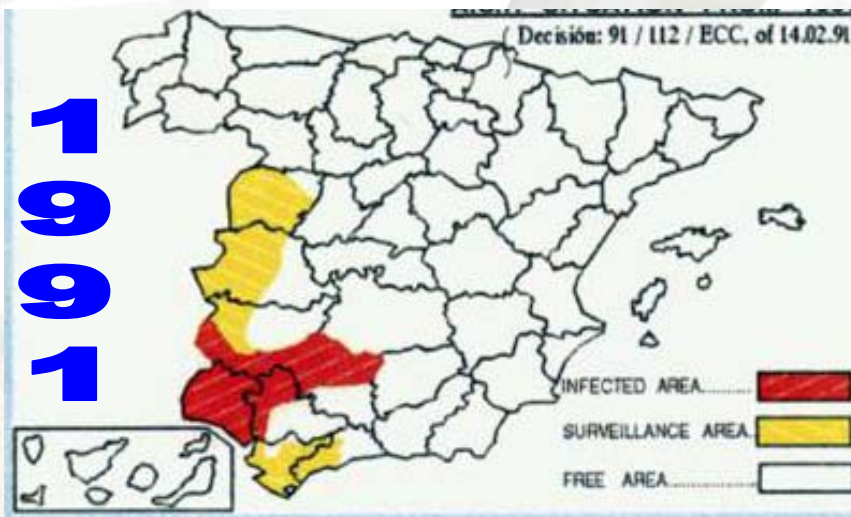 ( Decisión: 91 / 112 / ECC, of 14.02.91
1
9
9
1
INFECTED AREA
SURVEILLANCE AREA
FREE AREA